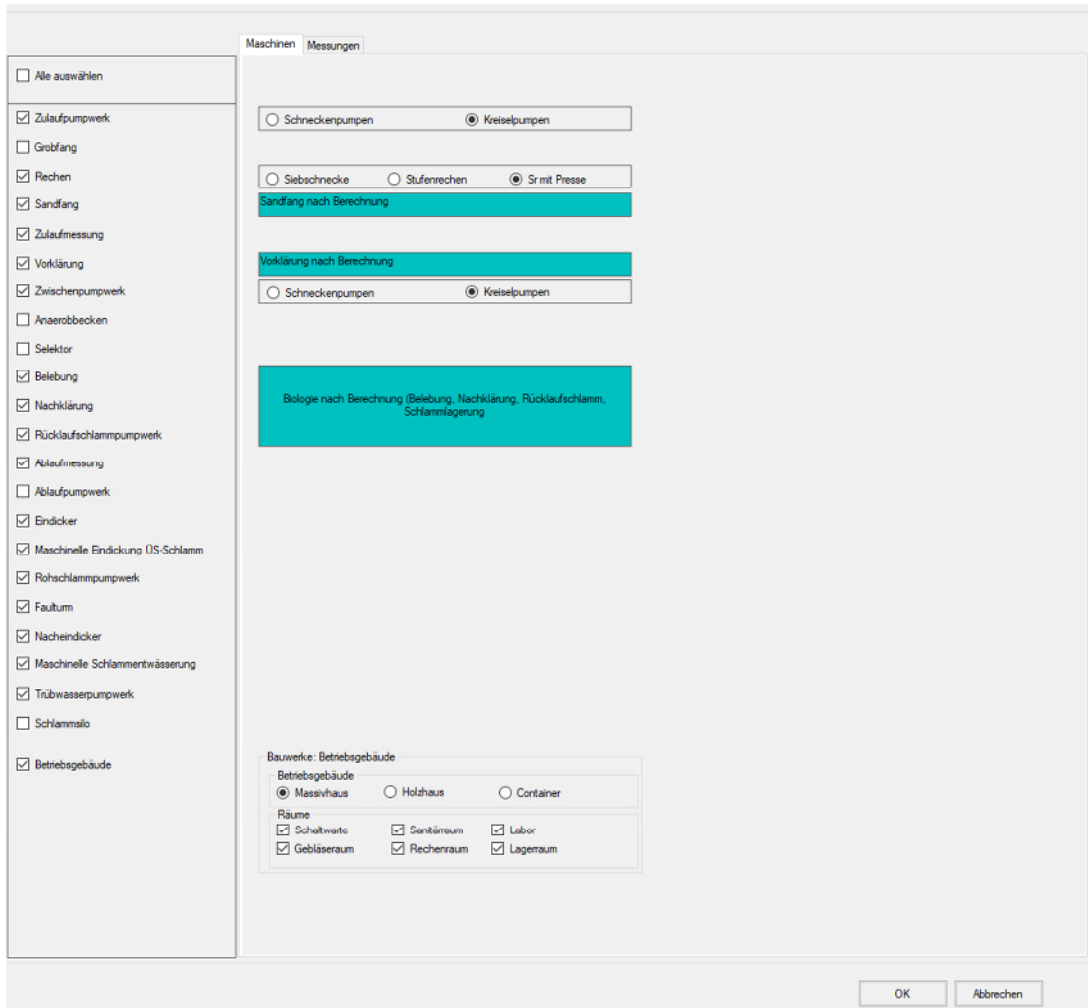 Maschinen Messungen
Alle auswählen
Zulaufpumpwerk
Schneckenpumpen Kreiselpumpen
Grobfang
Rechen
Siebschnecke Stufenrechen Sr mit Presse
Sandfang
Sandfang nach Berechnung
Zulaufmessung
Vorklärung
Vorklärung nach Berechnung
Zwischenpumpwerk
Schneckenpumpen Kreiselpumpen
Anaerobbecken
Selektor
Belebung
Nachklärung
Biologie nach Berechnung (Belebung, Nachklärung, Rücklaufschlamm,
Schlammlagerung
Rücklaufschlammpumpwerk
Ablaufmessung
Ablaufpumpwerk
Eindicker
Maschinelle Eindickung ÜS-Schlamm
Rohschlammpumpwerk
Faulturm
Nacheindicker
Maschinelle Schlammentwässerung
Trübwasserpumpwerk
Schlammsilo
Betriebsgebäude
Bauwerke: Betriebsgebäude
Betriebsgebäude
Massivhaus Holzhaus Container
Räume
Schaltwarte Sanitärraum Labor
Gebläseraum Rechenraum Lagerraum
OK Abbrechen